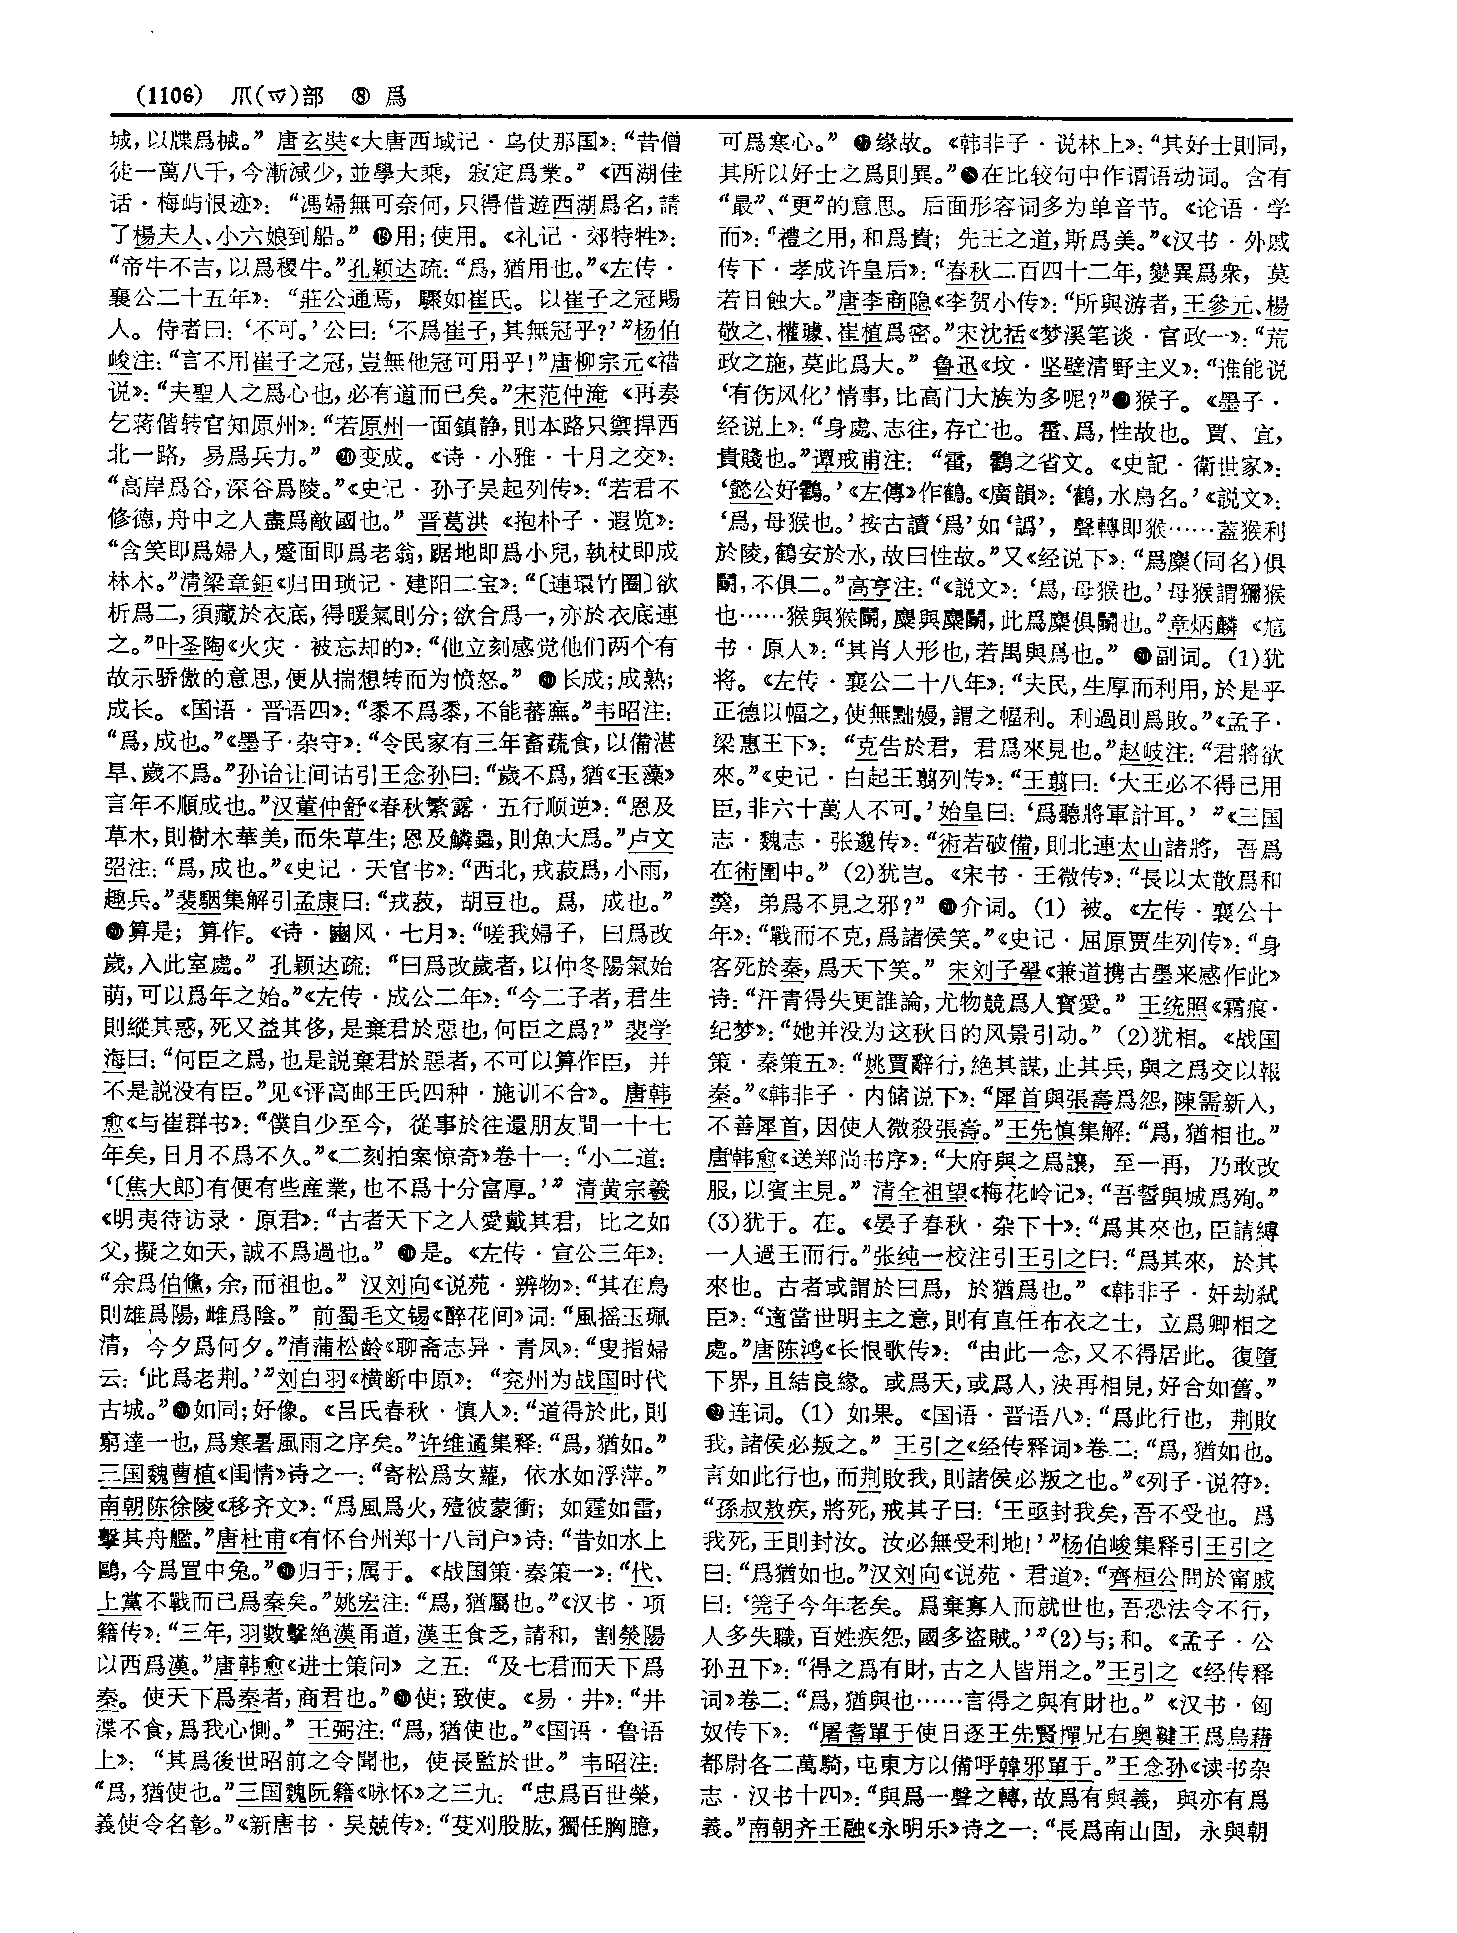 (1106) 爪(爫)部 ⑧ 爲
城,以牒爲械。”唐玄奘《大唐西域记·乌仗那国》:“昔僧
徒一萬八千,今漸減少,並學大乘,寂定爲業。”《西湖佳
话·梅屿恨迹》:“馮婦無可奈何,只得借遊西湖爲名,請
了楊夫人、小六娘到船。”⓳用;使用。《礼记·郊特牲》:
“帝牛不吉,以爲稷牛。”孔颖达疏:“爲,猶用也。”《左传·
襄公二十五年》:“莊公通焉,驟如崔氏。以崔子之冠賜
人。侍者曰:‘不可。’公曰:‘不爲崔子,其無冠乎?’”杨伯
峻注:“言不用崔子之冠,豈無他冠可用乎!”唐柳宗元《䄍
说》:“夫聖人之爲心也,必有道而已矣。”宋范仲淹《再奏
乞蒋偕转官知原州》:“若原州一面鎮静,則本路只禦捍西
北一路,易爲兵力。”⓴变成。《诗·小雅·十月之交》:
“高岸爲谷,深谷爲陵。”《史记·孙子吴起列传》:“若君不
修德,舟中之人盡爲敵國也。”晋葛洪《抱朴子·遐览》:
“含笑即爲婦人,蹙面即爲老翁,踞地即爲小兒,執杖即成
林木。”清梁章鉅《归田琐记·建阳二宝》:“〔連環竹圈〕欲
析爲二,須藏於衣底,得暖氣則分;欲合爲一,亦於衣底連
之。”叶圣陶《火灾·被忘却的》:“他立刻感觉他们两个有
故示骄傲的意思,便从揣想转而为愤怒。”长成;成熟;
成长。《国语·晋语四》:“黍不爲黍,不能蕃廡。”韦昭注:
“爲,成也。”《墨子·杂守》:“令民家有三年畜蔬食,以備湛
旱、歲不爲。”孙诒让间诂引王念孙曰:“歲不爲,猶《玉藻》
言年不順成也。”汉董仲舒《春秋繁露·五行顺逆》:“恩及
草木,則樹木華美,而朱草生;恩及鱗蟲,則魚大爲。”卢文
弨注:“爲,成也。”《史记·天官书》:“西北,戎菽爲,小雨,
趣兵。”裴駰集解引孟康曰:“戎菽,胡豆也。爲,成也。”
算是;算作。《诗·豳风·七月》:“嗟我婦子,曰爲改
歲,入此室處。”孔颖达疏:“曰爲改歲者,以仲冬陽氣始
萌,可以爲年之始。”《左传·成公二年》:“今二子者,君生
則縱其惑,死又益其侈,是棄君於惡也,何臣之爲?”裴学
海曰:“何臣之爲,也是説棄君於惡者,不可以算作臣,并
不是説没有臣。”见《评高邮王氏四种·施训不合》。唐韩
愈《与崔群书》:“僕自少至今,從事於往還朋友間一十七
年矣,日月不爲不久。”《二刻拍案惊奇》卷十一:“小二道:
‘〔焦大郎〕有便有些産業,也不爲十分富厚。’”清黄宗羲
《明夷待访录·原君》:“古者天下之人愛戴其君,比之如
父,擬之如天,誠不爲過也。”是。《左传·宣公三年》:
“余爲伯鯈,余,而祖也。”汉刘向《说苑·辨物》:“其在鳥
則雄爲陽,雌爲陰。”前蜀毛文锡《醉花间》词:“風摇玉珮
清,今夕爲何夕。”清蒲松龄《聊斋志异·青凤》:“叟指婦
云:‘此爲老荆。’”刘白羽《横断中原》:“兖州为战国时代
古城。”如同;好像。《吕氏春秋·慎人》:“道得於此,則
窮達一也,爲寒暑風雨之序矣。”许维遹集释:“爲,猶如。”
三国魏曹植《闺情》诗之一:“寄松爲女蘿,依水如浮萍。”
南朝陈徐陵《移齐文》:“爲風爲火,殪彼蒙衝;如霆如雷,
擊其舟艦。”唐杜甫《有怀台州郑十八司户》诗:“昔如水上
鷗,今爲罝中兔。”归于;属于。《战国策·秦策一》:“代、
上黨不戰而已爲秦矣。”姚宏注:“爲,猶屬也。”《汉书·项
籍传》:“三年,羽數擊絶漢甬道,漢王食乏,請和,割滎陽
以西爲漢。”唐韩愈《进士策问》之五:“及七君而天下爲
秦。使天下爲秦者,商君也。”使;致使。《易·井》:“井
渫不食,爲我心惻。”王弼注:“爲,猶使也。”《国语·鲁语
上》:“其爲後世昭前之令聞也,使長監於世。”韦昭注:
“爲,猶使也。”三国魏阮籍《咏怀》之三九:“忠爲百世榮,
義使令名彰。”《新唐书·吴兢传》:“芟刈股肱,獨任胸臆,
可爲寒心。”缘故。《韩非子·说林上》:“其好士則同,
其所以好士之爲則異。”在比较句中作谓语动词。含有
“最”、“更”的意思。后面形容词多为单音节。《论语·学
而》:“禮之用,和爲貴;先王之道,斯爲美。”《汉书·外戚
传下·孝成许皇后》:“春秋二百四十二年,變異爲衆,莫
若日蝕大。”唐李商隐《李贺小传》:“所與游者,王參元、楊
敬之、權璩、崔植爲密。”宋沈括《梦溪笔谈·官政一》:“荒
政之施,莫此爲大。”鲁迅《坟·坚壁清野主义》:“谁能说
‘有伤风化’情事,比高门大族为多呢?”猴子。《墨子·
经说上》:“身處、志往,存亡也。霍、爲,性故也。賈、宜,
貴賤也。”谭戒甫注:“霍,鸖之省文。《史記·衛世家》:
‘懿公好鸖。’《左傳》作鶴。《廣韻》:‘鶴,水鳥名。’《説文》:
‘爲,母猴也。’按古讀‘爲’如‘譌’,聲轉即猴……蓋猴利
於陵,鶴安於水,故曰性故。”又《经说下》:“爲麋(同名)俱
鬭,不俱二。”高亨注:“《説文》:‘爲,母猴也。’母猴謂獼猴
也……猴與猴鬭,麋與麋鬭,此爲麋俱鬭也。”章炳麟《訄
书·原人》:“其肖人形也,若禺與爲也。”副词。(1)犹
将。《左传·襄公二十八年》:“夫民,生厚而利用,於是乎
正德以幅之,使無黜嫚,謂之幅利。利過則爲敗。”《孟子·
梁惠王下》:“克告於君,君爲來見也。”赵岐注:“君將欲
來。”《史记·白起王翦列传》:“王翦曰:‘大王必不得已用
臣,非六十萬人不可。’始皇曰:‘爲聽將軍計耳。’”《三国
志·魏志·张邈传》:“術若破備,則北連太山諸將,吾爲
在術圍中。”(2)犹岂。《宋书·王微传》:“長以太散爲和
羹,弟爲不見之邪?”介词。(1)被。《左传·襄公十
年》:“戰而不克,爲諸侯笑。”《史记·屈原贾生列传》:“身
客死於秦,爲天下笑。”宋刘子翚《兼道携古墨来感作此》
诗:“汗青得失更誰論,尤物競爲人寳愛。”王统照《霜痕·
纪梦》:“她并没为这秋日的风景引动。”(2)犹相。《战国
策·秦策五》:“姚賈辭行,絶其謀,止其兵,與之爲交以報
秦。”《韩非子·内储说下》:“犀首與張壽爲怨,陳需新入,
不善犀首,因使人微殺張壽。”王先慎集解:“爲,猶相也。”
唐韩愈《送郑尚书序》:“大府與之爲讓,至一再,乃敢改
服,以賓主見。”清全祖望《梅花岭记》:“吾誓與城爲殉。”
(3)犹于。在。《晏子春秋·杂下十》:“爲其來也,臣請縛
一人過王而行。”张纯一校注引王引之曰:“爲其來,於其
來也。古者或謂於曰爲,於猶爲也。”《韩非子·奸劫弑
臣》:“適當世明主之意,則有直任布衣之士,立爲卿相之
處。”唐陈鸿《长恨歌传》:“由此一念,又不得居此。復墮
下界,且結良緣。或爲天,或爲人,決再相見,好合如舊。”
连词。(1)如果。《国语·晋语八》:“爲此行也,荆敗
我,諸侯必叛之。”王引之《经传释词》卷二:“爲,猶如也。
言如此行也,而荆敗我,則諸侯必叛之也。”《列子·说符》:
“孫叔敖疾,將死,戒其子曰:‘王亟封我矣,吾不受也。爲
我死,王則封汝。汝必無受利地!’”杨伯峻集释引王引之
曰:“爲猶如也。”汉刘向《说苑·君道》:“齊桓公問於甯戚
曰:‘筦子今年老矣。爲棄寡人而就世也,吾恐法令不行,
人多失職,百姓疾怨,國多盜賊。’”(2)与;和。《孟子·公
孙丑下》:“得之爲有財,古之人皆用之。”王引之《经传释
词》卷二:“爲,猶與也……言得之與有財也。”《汉书·匈
奴传下》:“屠耆單于使日逐王先賢撣兄右奥鞬王爲烏藉
都尉各二萬騎,屯東方以備呼韓邪單于。”王念孙《读书杂
志·汉书十四》:“與爲一聲之轉,故爲有與義,與亦有爲
義。”南朝齐王融《永明乐》诗之一:“長爲南山固,永與朝